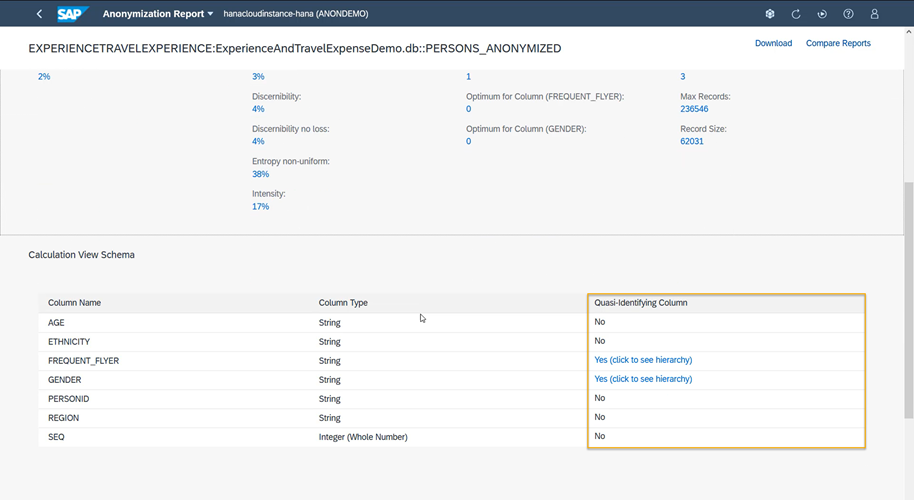 SAP Anonymization Report hanacloudinstance-hana (ANONDEMO)
EXPERIENCETRAVELEXPERIENCE:ExperienceAndTravelExpenseDemo.db::PERSONS_ANONYMIZED
Download Compare Reports
2% 3% 1 3
Discernibility: Optimum for Column (FREQUENT_FLYER): Max Records:
4% 0 236546
Discernibility no loss: Optimum for Column (GENDER): Record Size:
4% 0 62031
Entropy non-uniform:
38%
Intensity:
17%
Calculation View Schema
Column Name Column Type Quasi-Identifying Column
AGE String No
ETHNICITY String No
FREQUENT_FLYER String Yes (click to see hierarchy)
GENDER String Yes (click to see hierarchy)
PERSONID String No
REGION String No
SEQ Integer (Whole Number) No